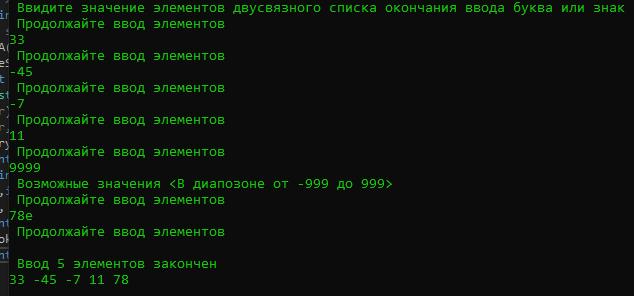 Ввидите значение элементов двусвязного списка окончания ввода буква или знак
Продолжайте ввод элементов
33
Продолжайте ввод элементов
-45
Продолжайте ввод элементов
-7
Продолжайте ввод элементов
11
Продолжайте ввод элементов
9999
Возможные значения <В диапозоне от -999 до 999>
Продолжайте ввод элементов
78е
Продолжайте ввод элементов
Ввод 5 элементов закончен
33 -45 -7 11 78